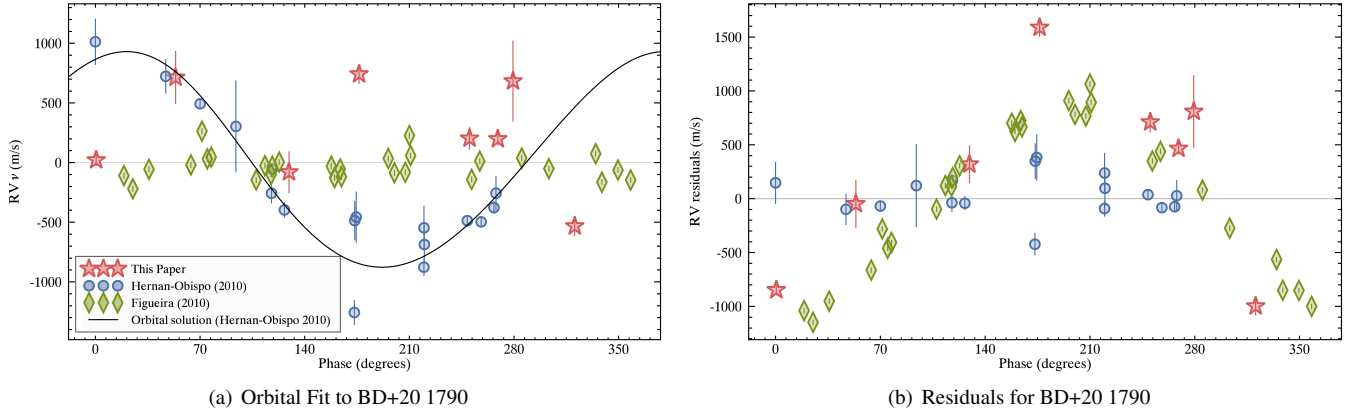 1000
500
0
-500
-1000
RV ν (m/s)
This Paper
Hernan-Obispo (2010)
Figueira (2010)
Orbital solution (Hernan-Obispo 2010)
0 70 140 210 280 350
Phase (degrees)
(a) Orbital Fit to BD+20 1790
1500
1000
500
0
-500
-1000
RV residuals (m/s)
0 70 140 210 280 350
Phase (degrees)
(b) Residuals for BD+20 1790